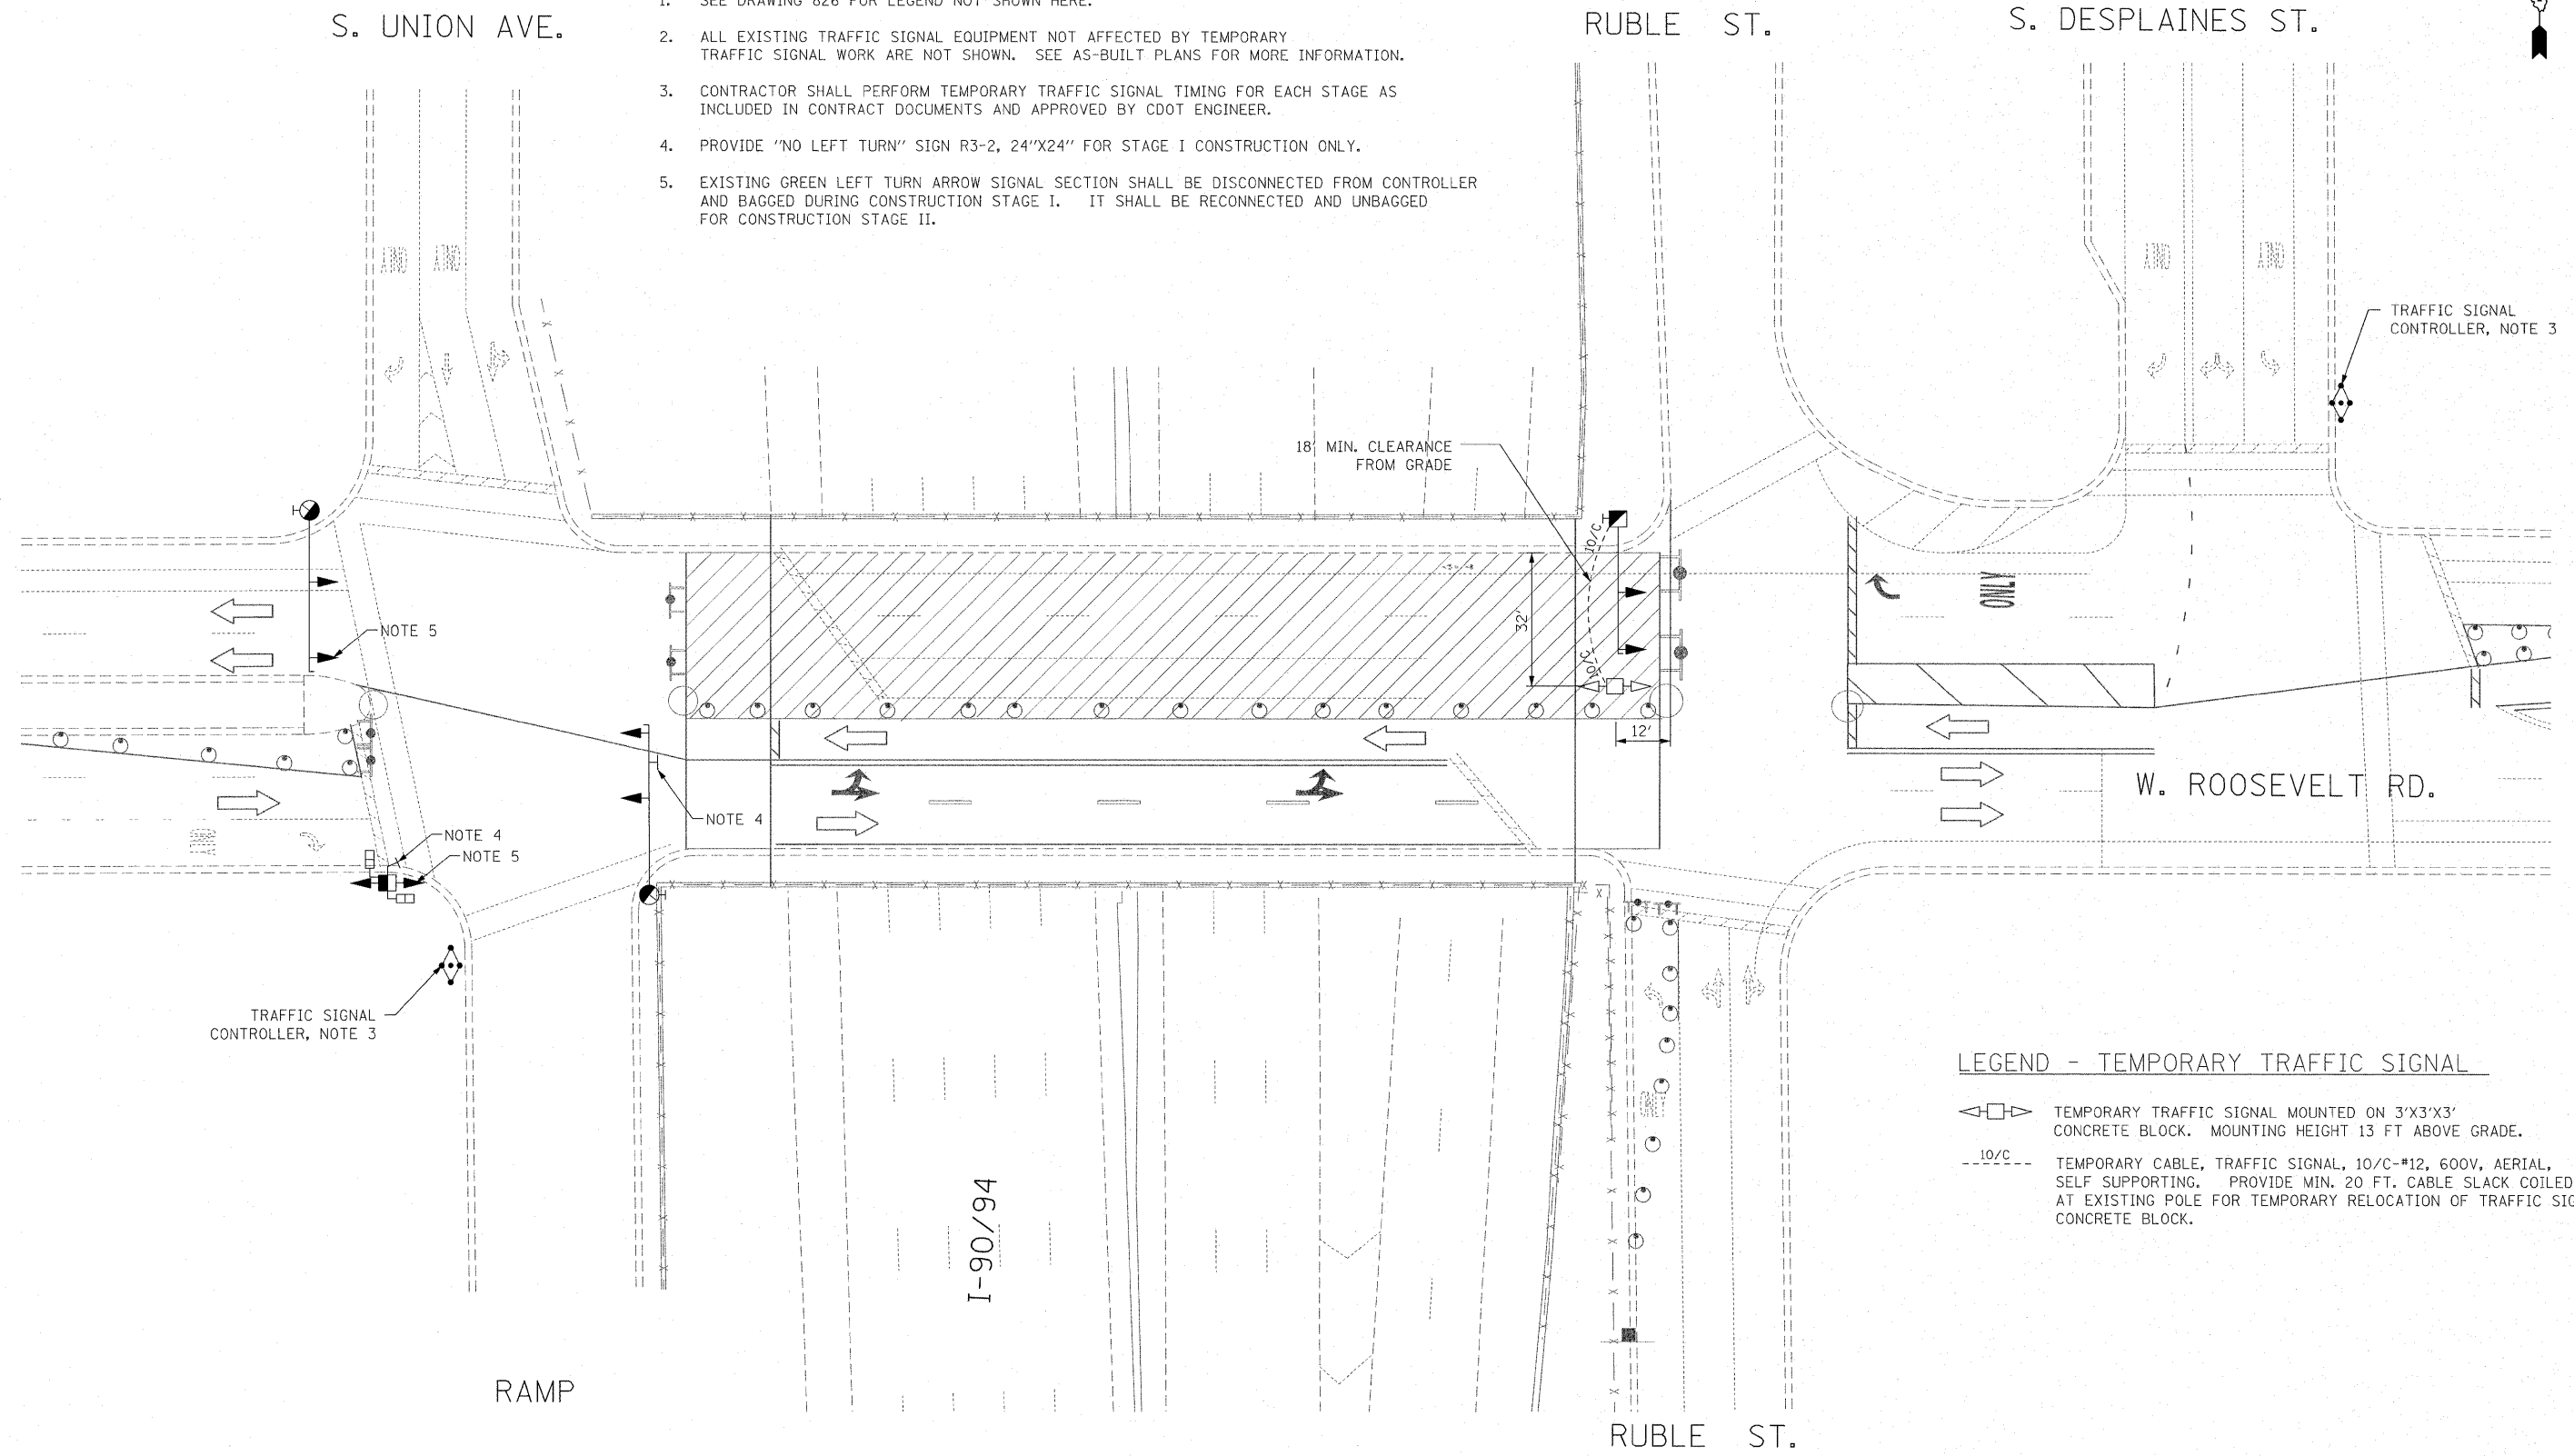 S. UNION AVE.
RUBLE ST.
S. DESPLAINES ST.
1. SEE DRAWING 826 FOR LEGEND NOT SHOWN HERE.
2. ALL EXISTING TRAFFIC SIGNAL EQUIPMENT NOT AFFECTED BY TEMPORARY
TRAFFIC SIGNAL WORK ARE NOT SHOWN. SEE AS-BUILT PLANS FOR MORE INFORMATION.
3. CONTRACTOR SHALL PERFORM TEMPORARY TRAFFIC SIGNAL TIMING FOR EACH STAGE AS
INCLUDED IN CONTRACT DOCUMENTS AND APPROVED BY CDOT ENGINEER.
4. PROVIDE "NO LEFT TURN" SIGN R3-2, 24"X24" FOR STAGE I CONSTRUCTION ONLY.
5. EXISTING GREEN LEFT TURN ARROW SIGNAL SECTION SHALL BE DISCONNECTED FROM CONTROLLER
AND BAGGED DURING CONSTRUCTION STAGE I. IT SHALL BE RECONNECTED AND UNBAGGED
FOR CONSTRUCTION STAGE II.
ONLY
ONLY
ONLY
ONLY
TRAFFIC SIGNAL
CONTROLLER, NOTE 3
18' MIN. CLEARANCE
FROM GRADE
10/C
ONLY
32'
NOTE 5
10/C
12'
W. ROOSEVELT RD.
NOTE 4
NOTE 4
NOTE 5
TRAFFIC SIGNAL
CONTROLLER, NOTE 3
LEGEND - TEMPORARY TRAFFIC SIGNAL
TEMPORARY TRAFFIC SIGNAL MOUNTED ON 3'X3'X3'
CONCRETE BLOCK. MOUNTING HEIGHT 13 FT ABOVE GRADE.
10/C
TEMPORARY CABLE, TRAFFIC SIGNAL, 10/C-#12, 600V, AERIAL,
SELF SUPPORTING. PROVIDE MIN. 20 FT. CABLE SLACK COILED
AT EXISTING POLE FOR TEMPORARY RELOCATION OF TRAFFIC SIG
CONCRETE BLOCK.
I-90/94
RAMP
RUBLE ST.